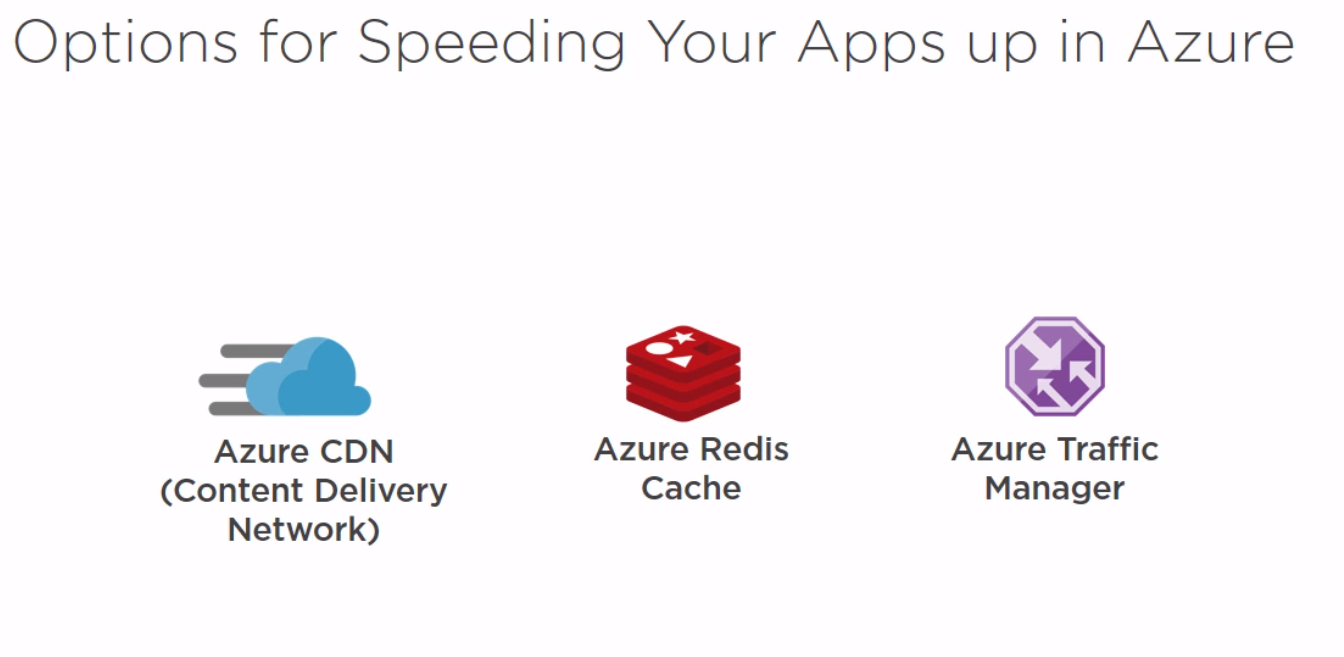 Options for Speeding Your Apps up in Azure
Azure CDN
(Content Delivery
Network)
Azure Redis
Cache
Azure Traffic
Manager